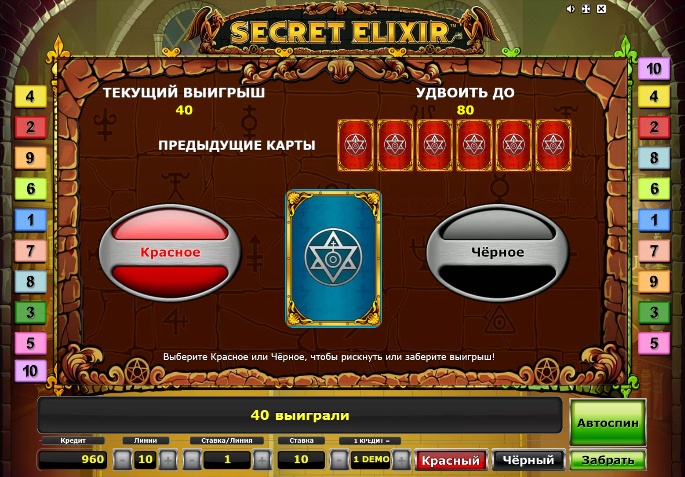 SECRET ELIXIR
10
ТЕКУЩИЙ ВЫИГРЫШ
40
УДВОИТЬ ДО
80
ПРЕДЫДУЩИЕ КАРТЫ
4
2
9
6
1
7
8
3
5
10
4
2
8
6
1
7
9
3
5
Красное
Чёрное
Выберите Красное или Чёрное, чтобы рискнуть или заберите выигрыш!
40 выиграли
Автоспин
Кредит
Линии
Ставка/Линия
Ставка
1 КРЕДИТ =
960
- 10 +
- 1 +
10
- 1 DEMO +
Красный
Чёрный
Забрать